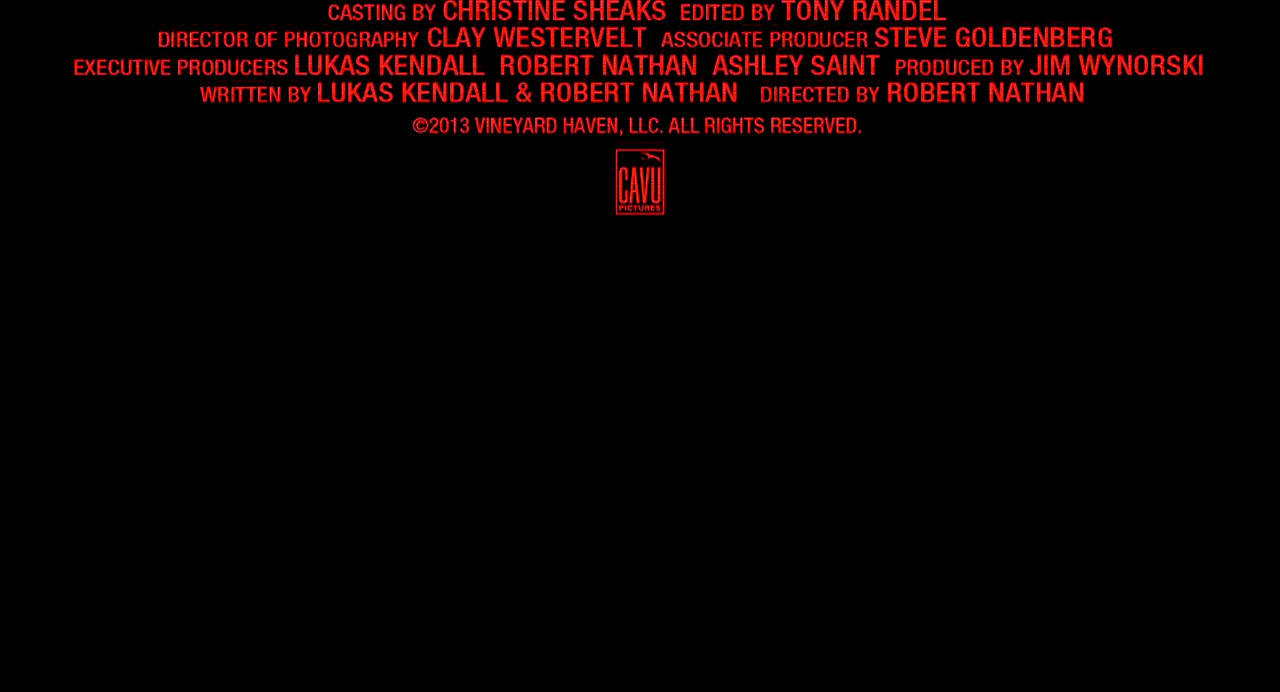 CASTING BY CHRISTINE SHEAKS EDITED BY TONY RANDEL
DIRECTOR OF PHOTOGRAPHY CLAY WESTERVELT ASSOCIATE PRODUCER STEVE GOLDENBERG
EXECUTIVE PRODUCERS LUKAS KENDALL ROBERT NATHAN ASHLEY SAINT PRODUCED BY JIM WYNORSKI
WRITTEN BY LUKAS KENDALL & ROBERT NATHAN DIRECTED BY ROBERT NATHAN
©2013 VINEYARD HAVEN, LLC. ALL RIGHTS RESERVED.
CAVU
PICTURES